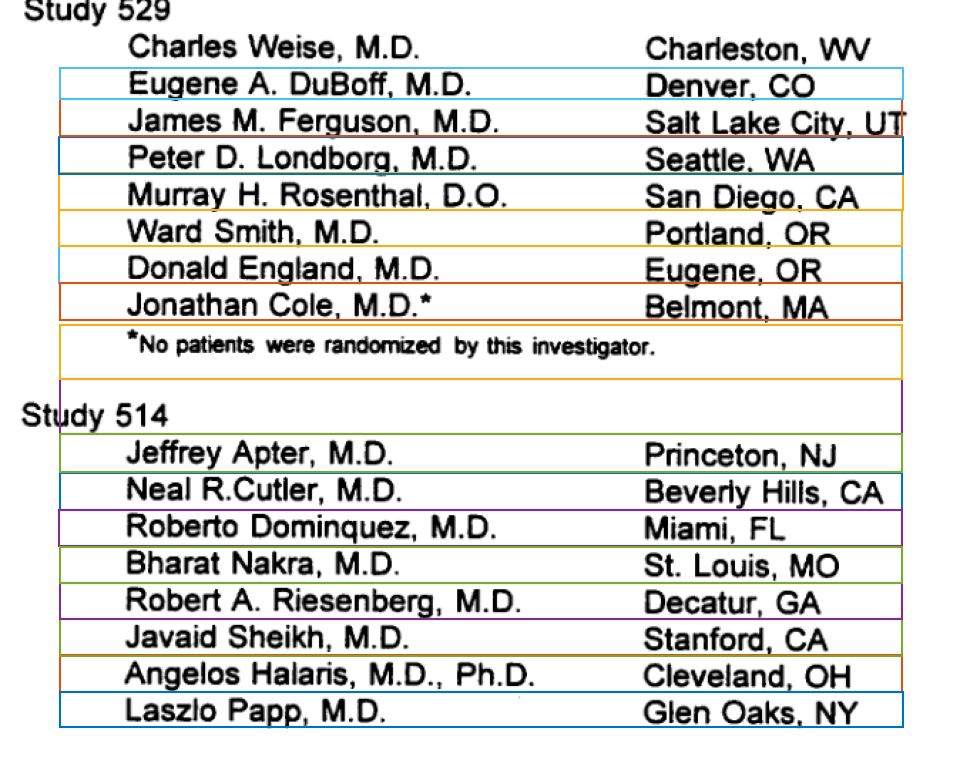 Study 529
Charles Weise, M.D. Charleston, WV
Eugene A. DuBoff, M.D. Denver, CO
James M. Ferguson, M.D. Salt Lake City, UT
Peter D. Londborg, M.D. Seattle, WA
Murray H. Rosenthal, D.O. San Diego, CA
Ward Smith, M.D. Portland, OR
Donald England, M.D. Eugene, OR
Jonathan Cole, M.D.* Belmont, MA
*No patients were randomized by this investigator.
Study 514
Jeffrey Apter, M.D. Princeton, NJ
Neal R.Cutler, M.D. Beverly Hills, CA
Roberto Dominquez, M.D. Miami, FL
Bharat Nakra, M.D. St. Louis, MO
Robert A. Riesenberg, M.D. Decatur, GA
Javaid Sheikh, M.D. Stanford, CA
Angelos Halaris, M.D., Ph.D. Cleveland, OH
Laszlo Papp, M.D. Glen Oaks, NY